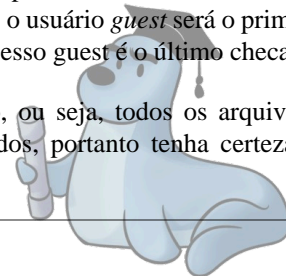 o usuário guest será o prim
esso guest é o último checa
, ou seja, todos os arquiv
dos, portanto tenha certeza